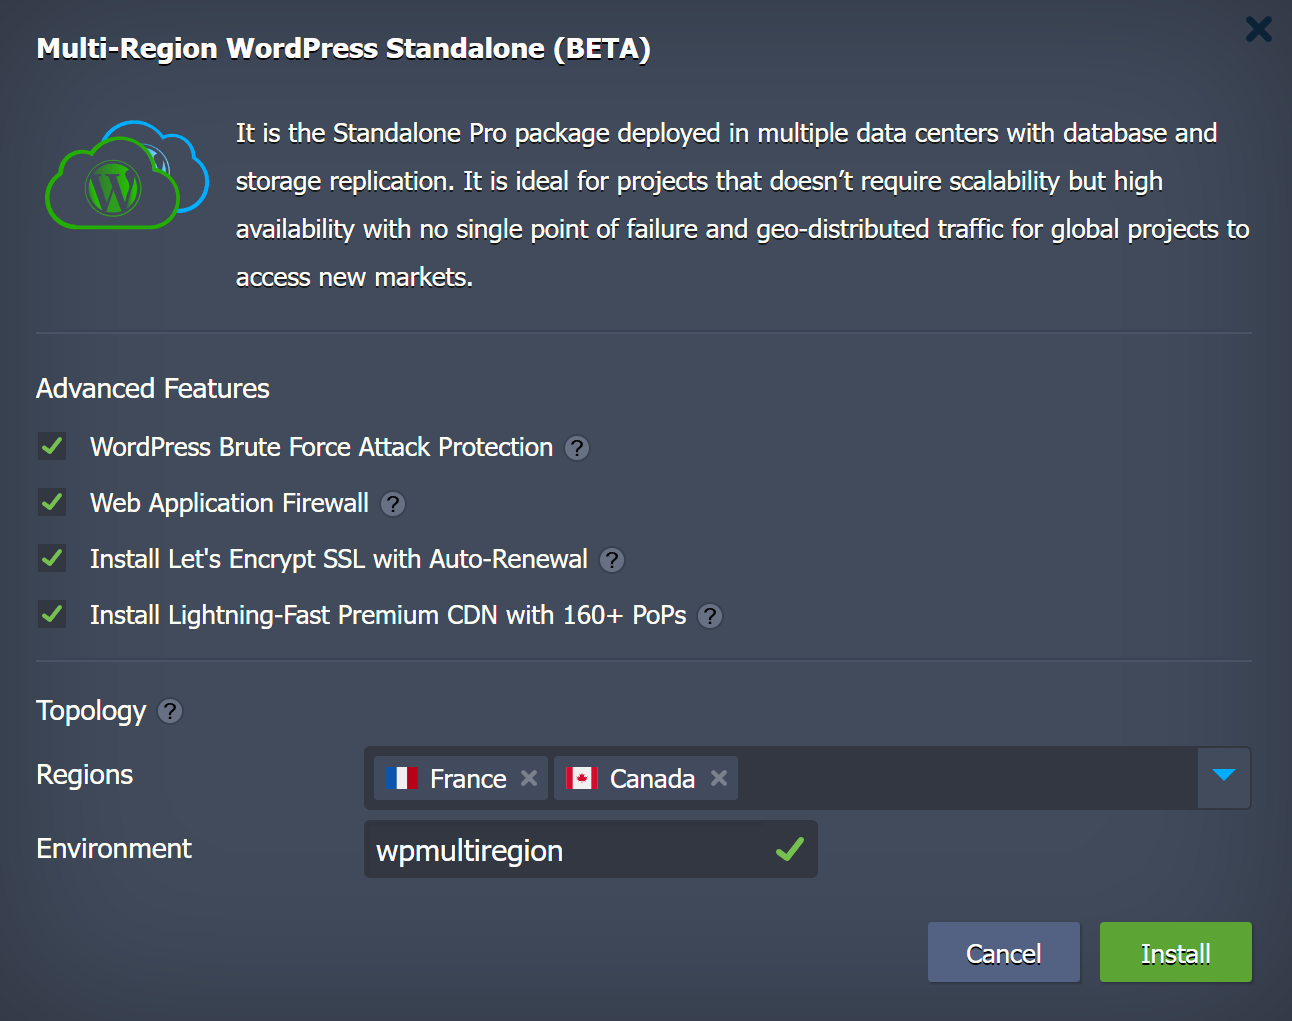 Multi-Region WordPress Standalone (BETA)
It is the Standalone Pro package deployed in multiple data centers with database and
storage replication. It is ideal for projects that doesn’t require scalability but high
availability with no single point of failure and geo-distributed traffic for global projects to
access new markets.
Advanced Features
WordPress Brute Force Attack Protection ?
Web Application Firewall ?
Install Let's Encrypt SSL with Auto-Renewal ?
Install Lightning-Fast Premium CDN with 160+ PoPs ?
Topology ?
Regions France Canada
Environment wpmultiregion
Cancel Install